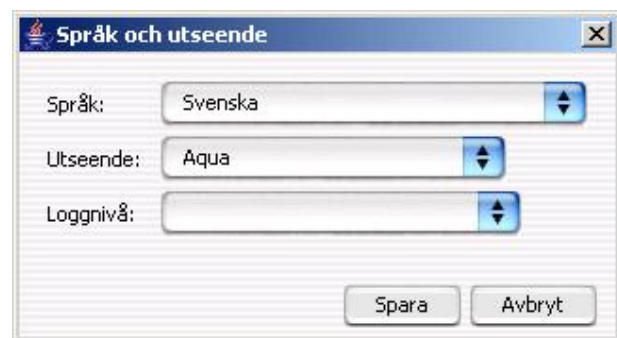 Språk och utseende
Språk: Svenska
Utseende: Aqua
Loggnivå:
Spara Avbryt